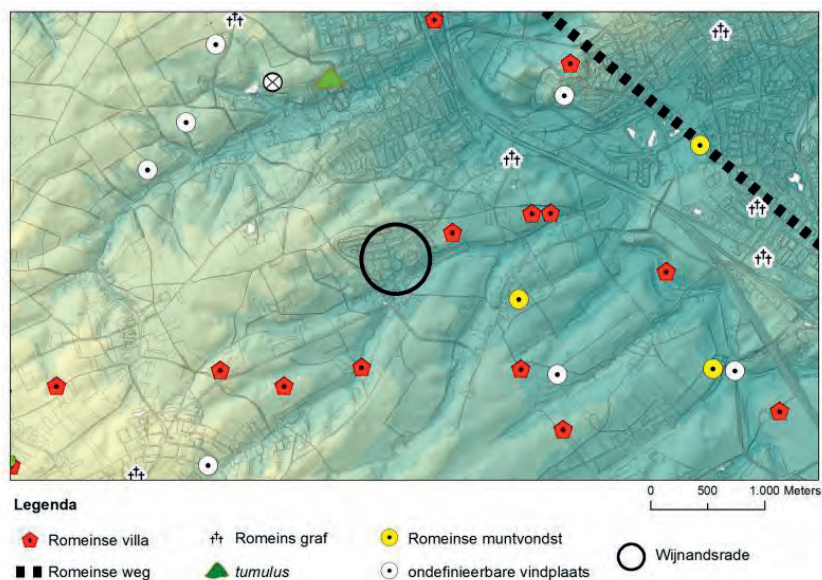 Legenda
0 500 1.000 Meters
Romeinse villa Romeins graf Romeinse muntvondst Wijnandsrade
Romeinse weg tumulus ondefinieerbare vindplaats